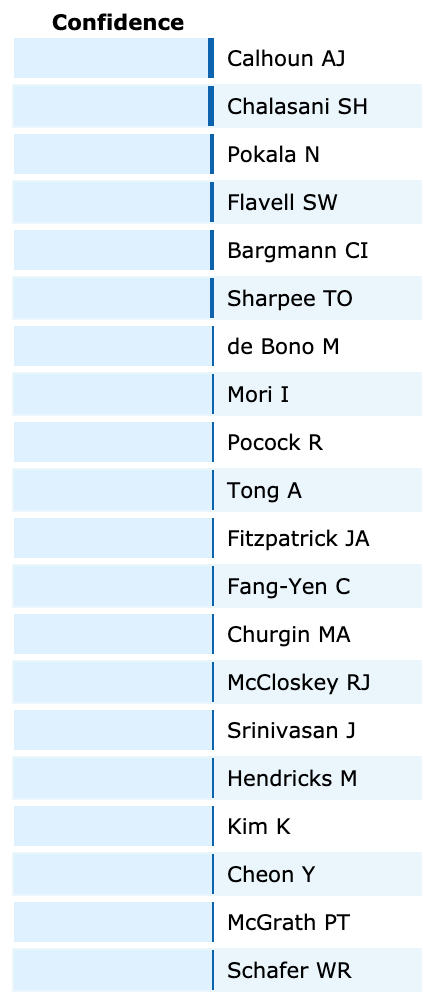 Confidence
Calhoun AJ
Chalasani SH
Pokala N
Flavell SW
Bargmann CI
Sharpee TO
de Bono M
Mori I
Pocock R
Tong A
Fitzpatrick JA
Fang-Yen C
Churgin MA
McCloskey RJ
Srinivasan J
Hendricks M
Kim K
Cheon Y
McGrath PT
Schafer WR